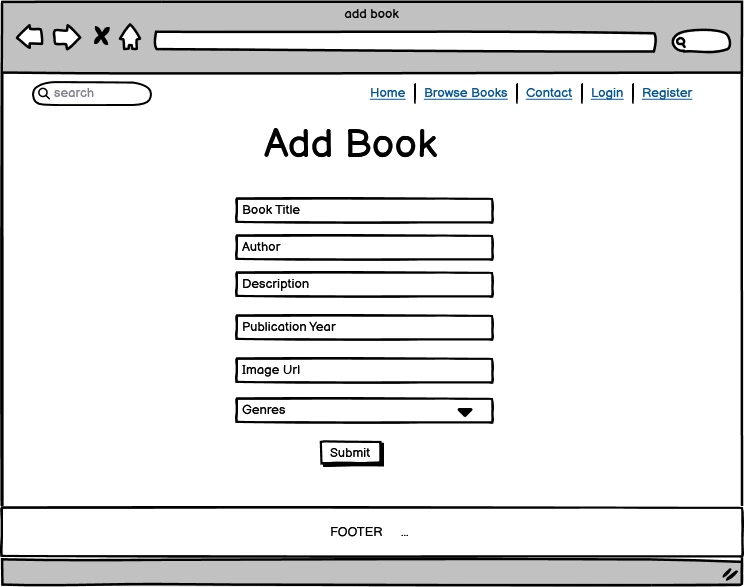 add book
search
Home Browse Books Contact Login Register
Add Book
Book Title
Author
Description
Publication Year
Image Url
Genres
Submit
FOOTER ...